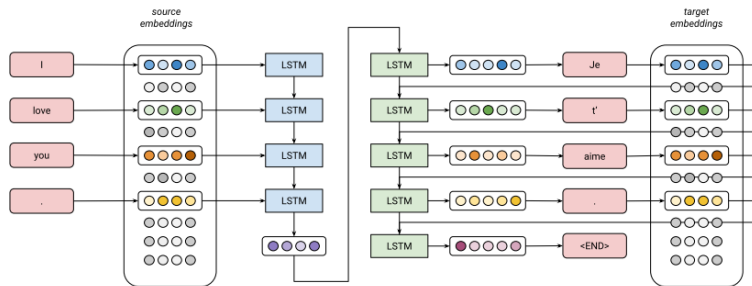 source
embeddings
target
embeddings
I
LSTM
LSTM
Je
love
LSTM
LSTM
t'
you
LSTM
LSTM
aime
.
LSTM
LSTM
.
LSTM
<END>